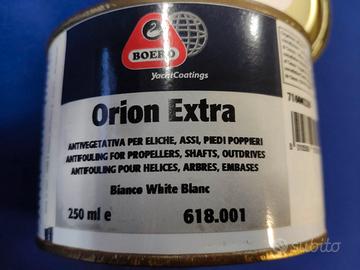 BOERO
YachtCoatings
Orion Extra
ANTIVEGETATIVA PER ELICHE, ASSI, PIEDI POPPIERI
ANTIFOULING FOR PROPELLERS, SHAFTS, OUTDRIVES
ANTIFOULING POUR HELICES, ARBRES, EMBASES
Bianco White Blanc
250 ml e
618.001
subito